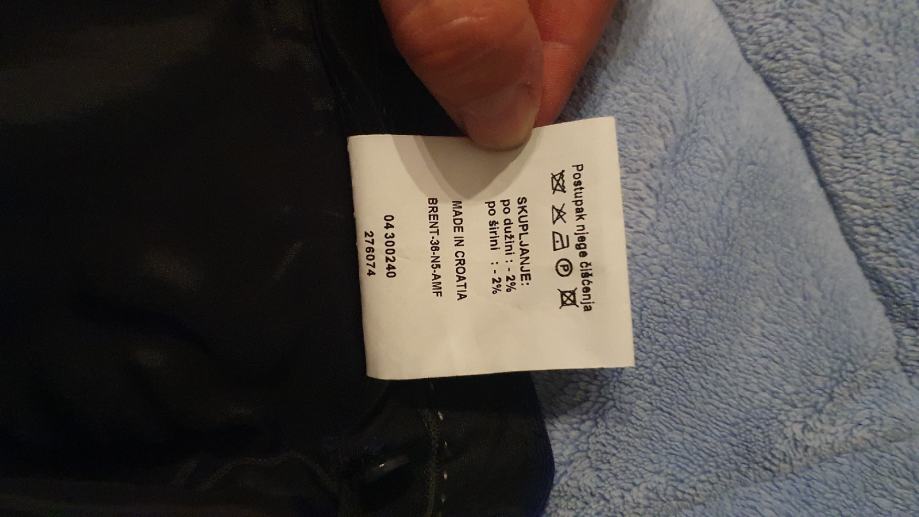 Postupak njege čišćenja
P
SKUPLJANJE:
po dužini : - 2%
po širini : - 2%
MADE IN CROATIA
BRENT-36-N5-AMF
04 300240
276074